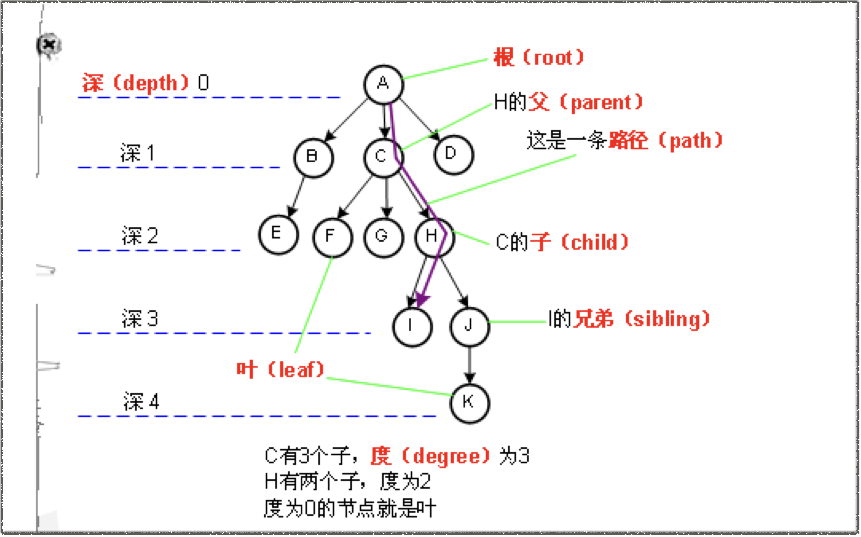 根（root）
深（depth）0
A
H的父（parent）
这是一条路径（path）
深1
B
C
D
深2
E
F
G
H
C的子（child）
深3
I
J
I的兄弟（sibling）
叶（leaf）
深4
K
C有3个子，度（degree）为3
H有两个子，度为2
度为0的节点就是叶